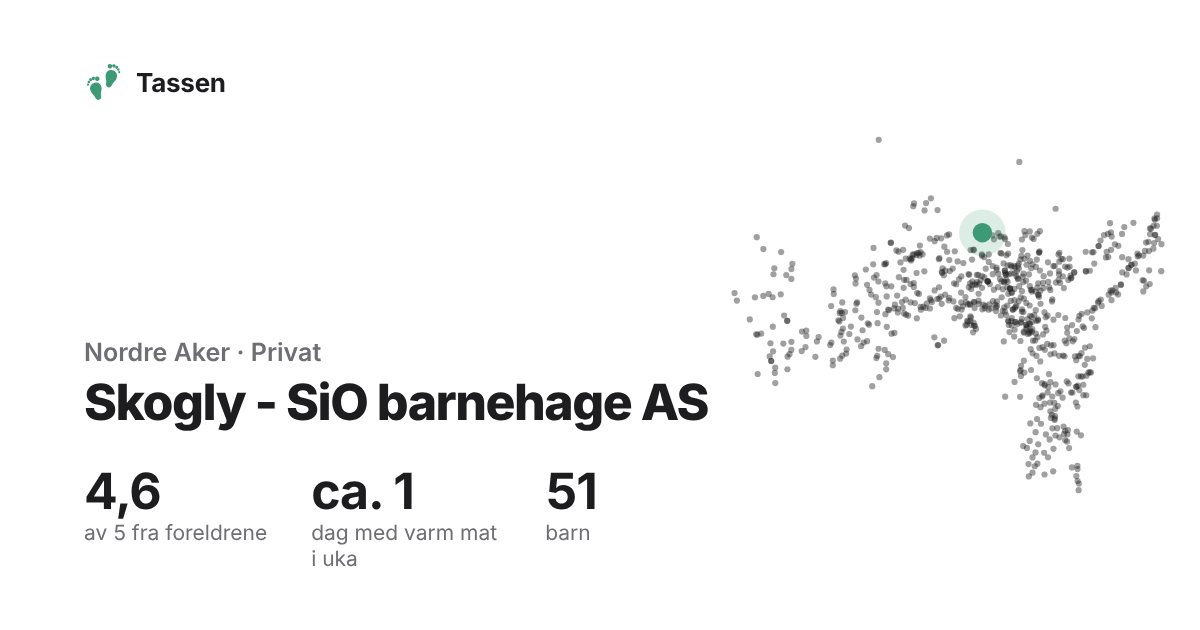 Tassen
Nordre Aker · Privat
Skogly - SiO barnehage AS
4,6
av 5 fra foreldrene
ca. 1
dag med varm mat
i uka
51
barn